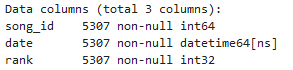 Data columns (total 3 columns):
song_id    5307 non-null int64
date       5307 non-null datetime64[ns]
rank       5307 non-null int32